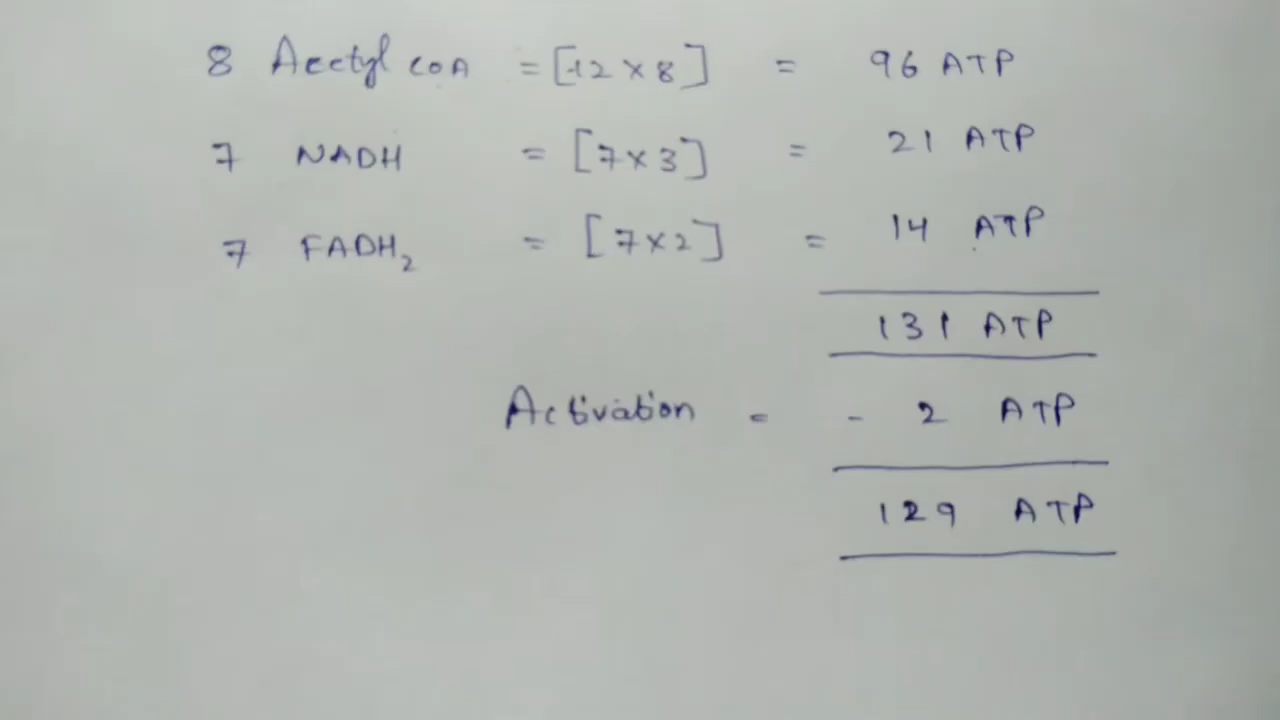 8 Acetyl COA = [12 × 8] = 96 ATP
7 NADH = [7 × 3] = 21 ATP
7 FADH₂ = [7 × 2] = 14 ATP
131 ATP
Activation = - 2 ATP
129 ATP